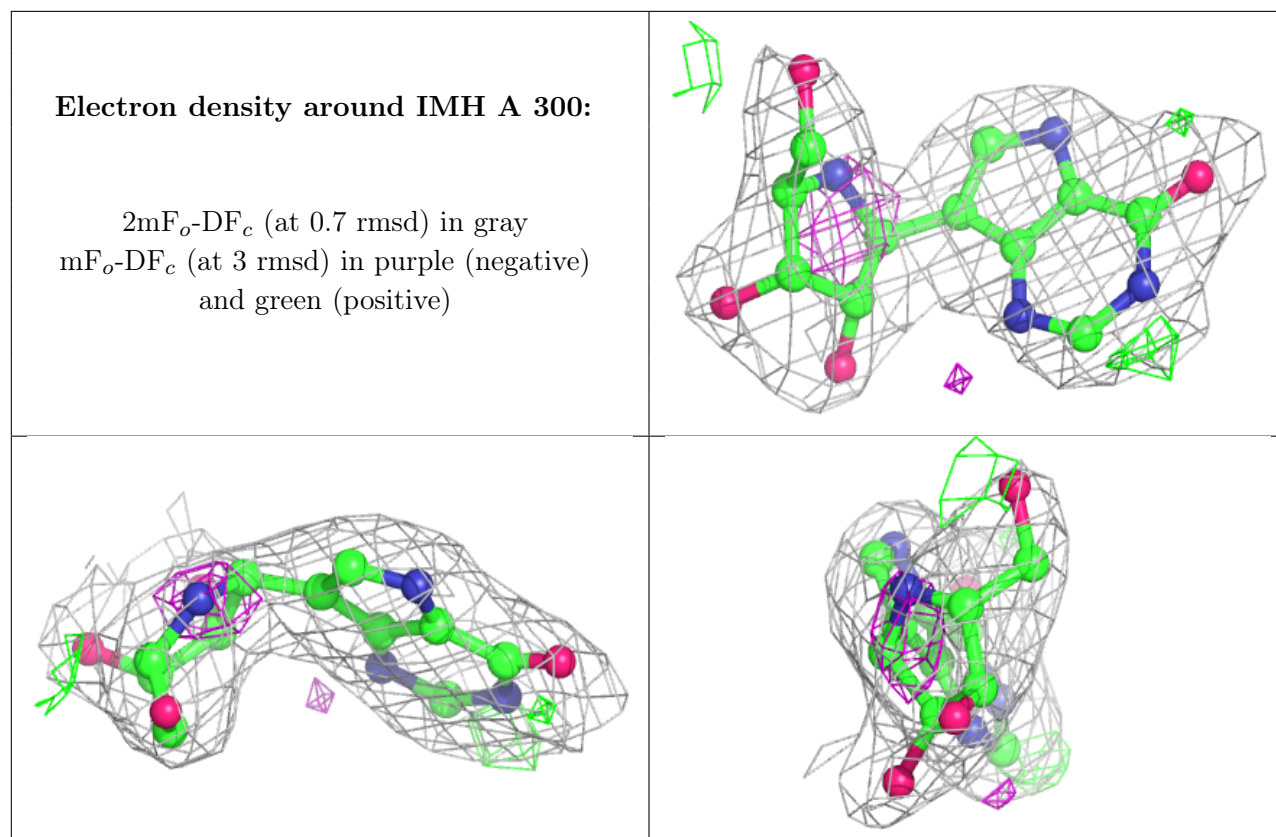 Electron density around IMH A 300:
2mFo-DFc (at 0.7 rmsd) in gray
mFo-DFc (at 3 rmsd) in purple (negative)
and green (positive)